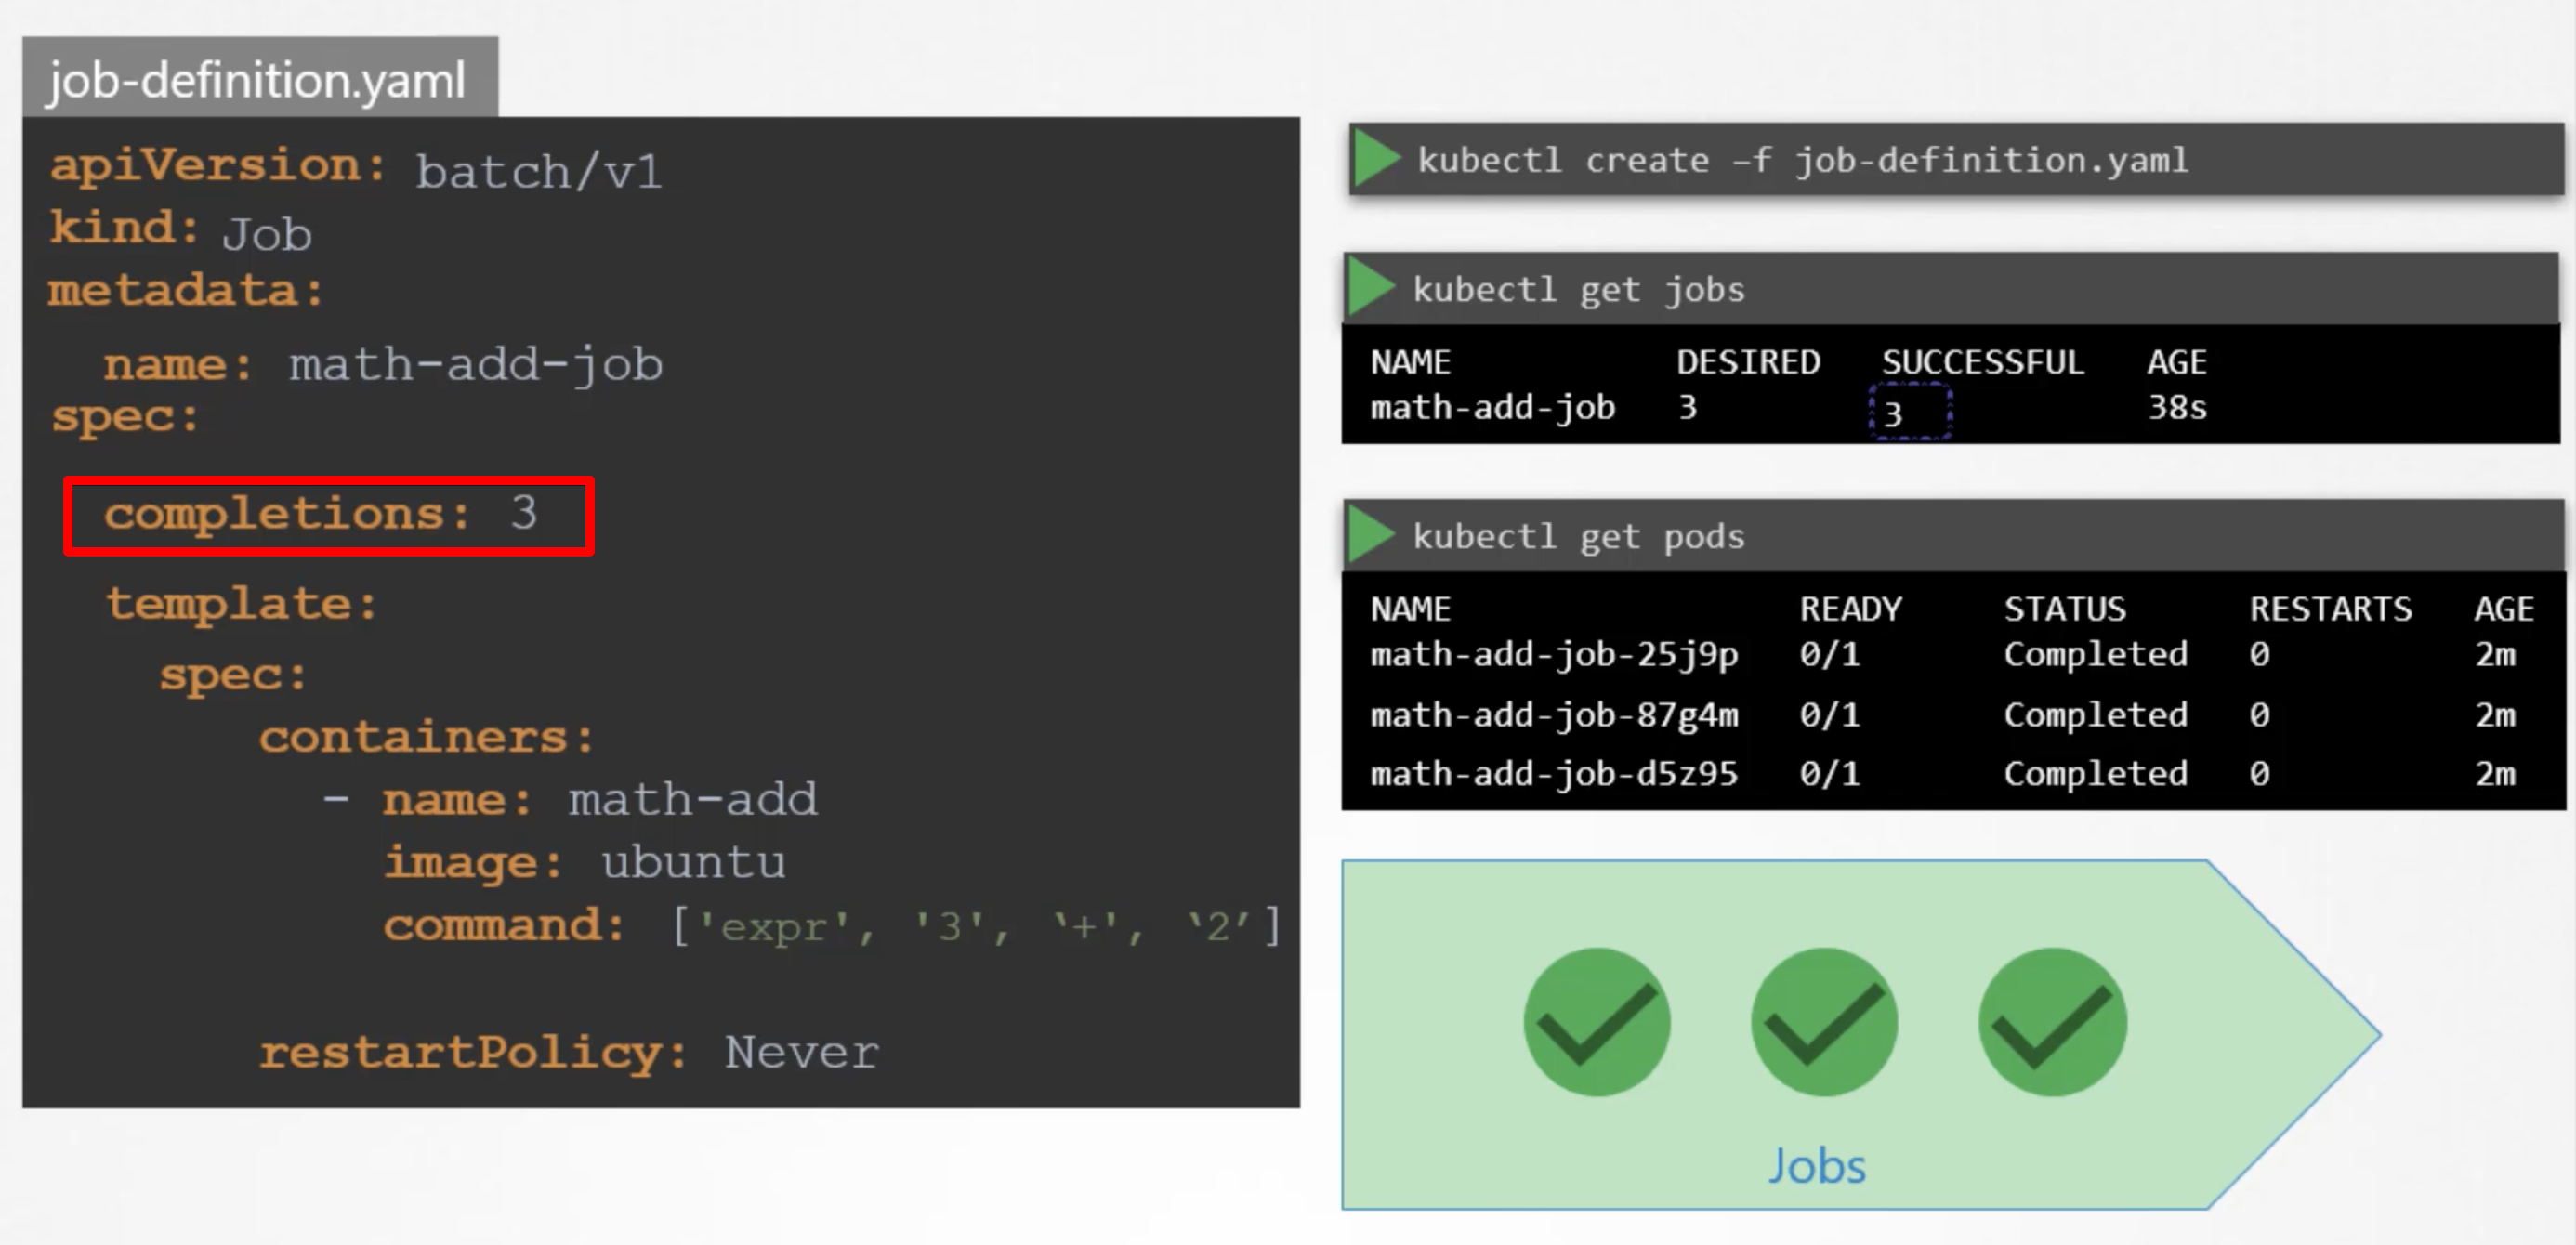 job-definition.yaml
apiVersion: batch/v1
kind: Job
metadata:
name: math-add-job
spec:
completions: 3
template:
spec:
containers:
- name: math-add
image: ubuntu
command: ['expr', '3', ‘+', ‘2’]
restartPolicy: Never
kubectl create –f job-definition.yaml
kubectl get jobs
NAME DESIRED SUCCESSFUL AGE
math-add-job 3 3 38s
kubectl get pods
NAME READY STATUS RESTARTS AGE
math-add-job-25j9p 0/1 Completed 0 2m
math-add-job-87g4m 0/1 Completed 0 2m
math-add-job-d5z95 0/1 Completed 0 2m
Jobs